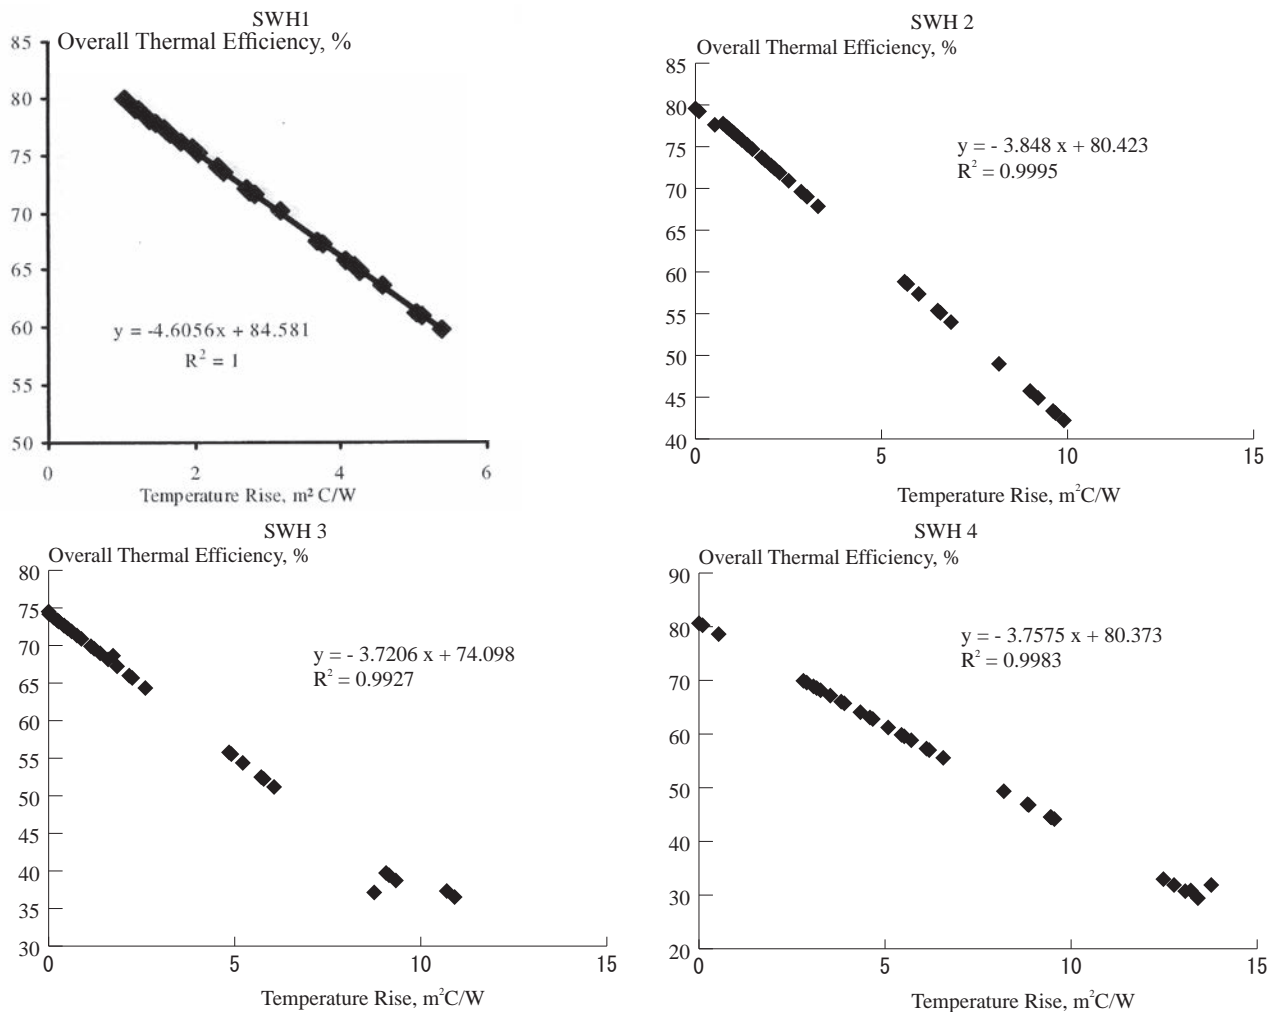 SWH1
Overall Thermal Efficiency, %
85
80
75
70
65
60
55
50
y = -4.6056x + 84.581
R² = 1
0 2 4 6
Temperature Rise, m² C/W
SWH 2
Overall Thermal Efficiency, %
85
80
75
70
65
60
55
50
45
40
y = - 3.848 x + 80.423
R² = 0.9995
0 5 10 15
Temperature Rise, m²C/W
SWH 3
Overall Thermal Efficiency, %
80
75
70
65
60
55
50
45
40
35
30
y = - 3.7206 x + 74.098
R² = 0.9927
0 5 10 15
Temperature Rise, m²C/W
SWH 4
Overall Thermal Efficiency, %
90
80
70
60
50
40
30
20
y = - 3.7575 x + 80.373
R² = 0.9983
0 5 10 15
Temperature Rise, m²C/W